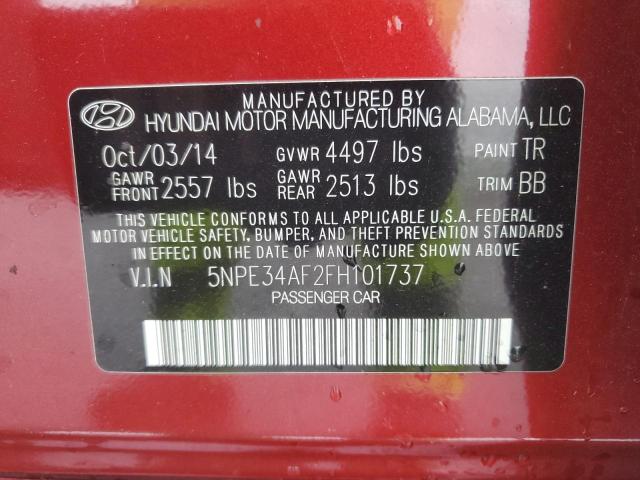 MANUFACTURED BY
HYUNDAI MOTOR MANUFACTURING ALABAMA, LLC
Oct/03/14 GVWR 4497 lbs PAINT TR
GAWR FRONT 2557 lbs GAWR REAR 2513 lbs TRIM BB
THIS VEHICLE CONFORMS TO ALL APPLICABLE U.S.A. FEDERAL
MOTOR VEHICLE SAFETY, BUMPER, AND THEFT PREVENTION STANDARDS
IN EFFECT ON THE DATE OF MANUFACTURE SHOWN ABOVE.
V.I.N 5NPE34AF2FH101737
PASSENGER CAR